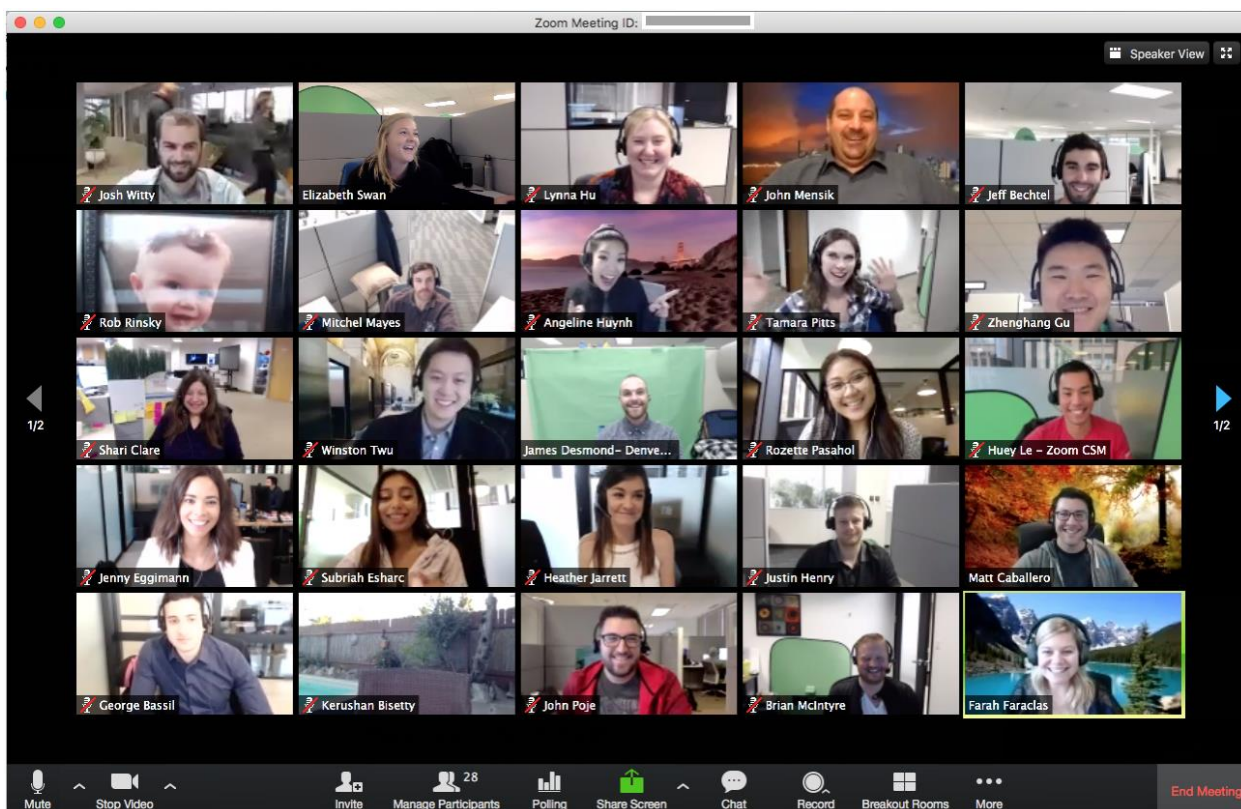 Zoom Meeting ID:
Speaker View
Josh Witty
Elizabeth Swan
Lynna Hu
John Mensik
Jeff Bechtel
Rob Rinsky
Mitchel Mayes
Angeline Huynh
Tamara Pitts
Zhenghang Gu
1/2
1/2
Shari Clare
Winston Twu
James Desmond- Denve...
Rozette Pasahol
Huey Le - Zoom CSM
Jenny Eggimann
Subriah Esharc
Heather Jarrett
Justin Henry
Matt Caballero
George Bassil
Kerushan Bisetty
John Poje
Brian McIntyre
Farah Faraclas
28
Mute
Stop Video
Invite
Manage Participants
Polling
Share Screen
Chat
Record
Breakout Rooms
More
End Meeting